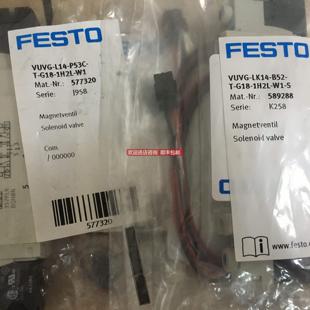 FESTO
VUVG-L14-P53C-
T-G18-1H2L-W1
Mat.-Nr.: 577320
Serie: J958
Magnetventil
Solenoid valve
Com.
/ 000000
577320
FESTO
VUVG-LK14-B52-
T-G18-1H2L-W1-S
Mat.-Nr.: 589288
Serie: K258
Magnetventil
Solenoid valve
www.festo.